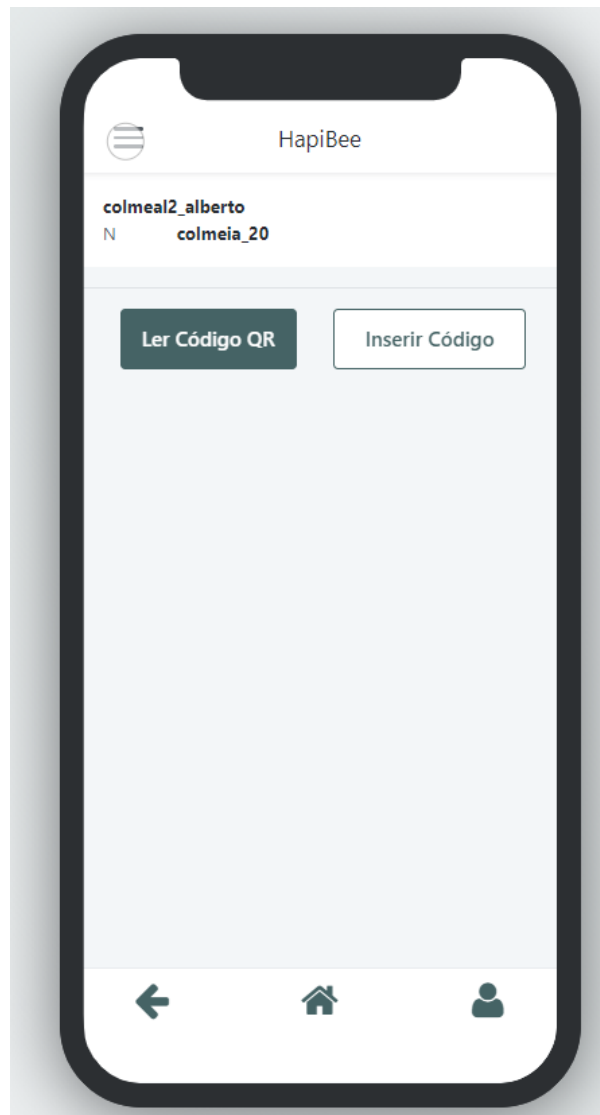 HapiBee
colmeal2_alberto
N colmeia_20
Ler Código QR
Inserir Código